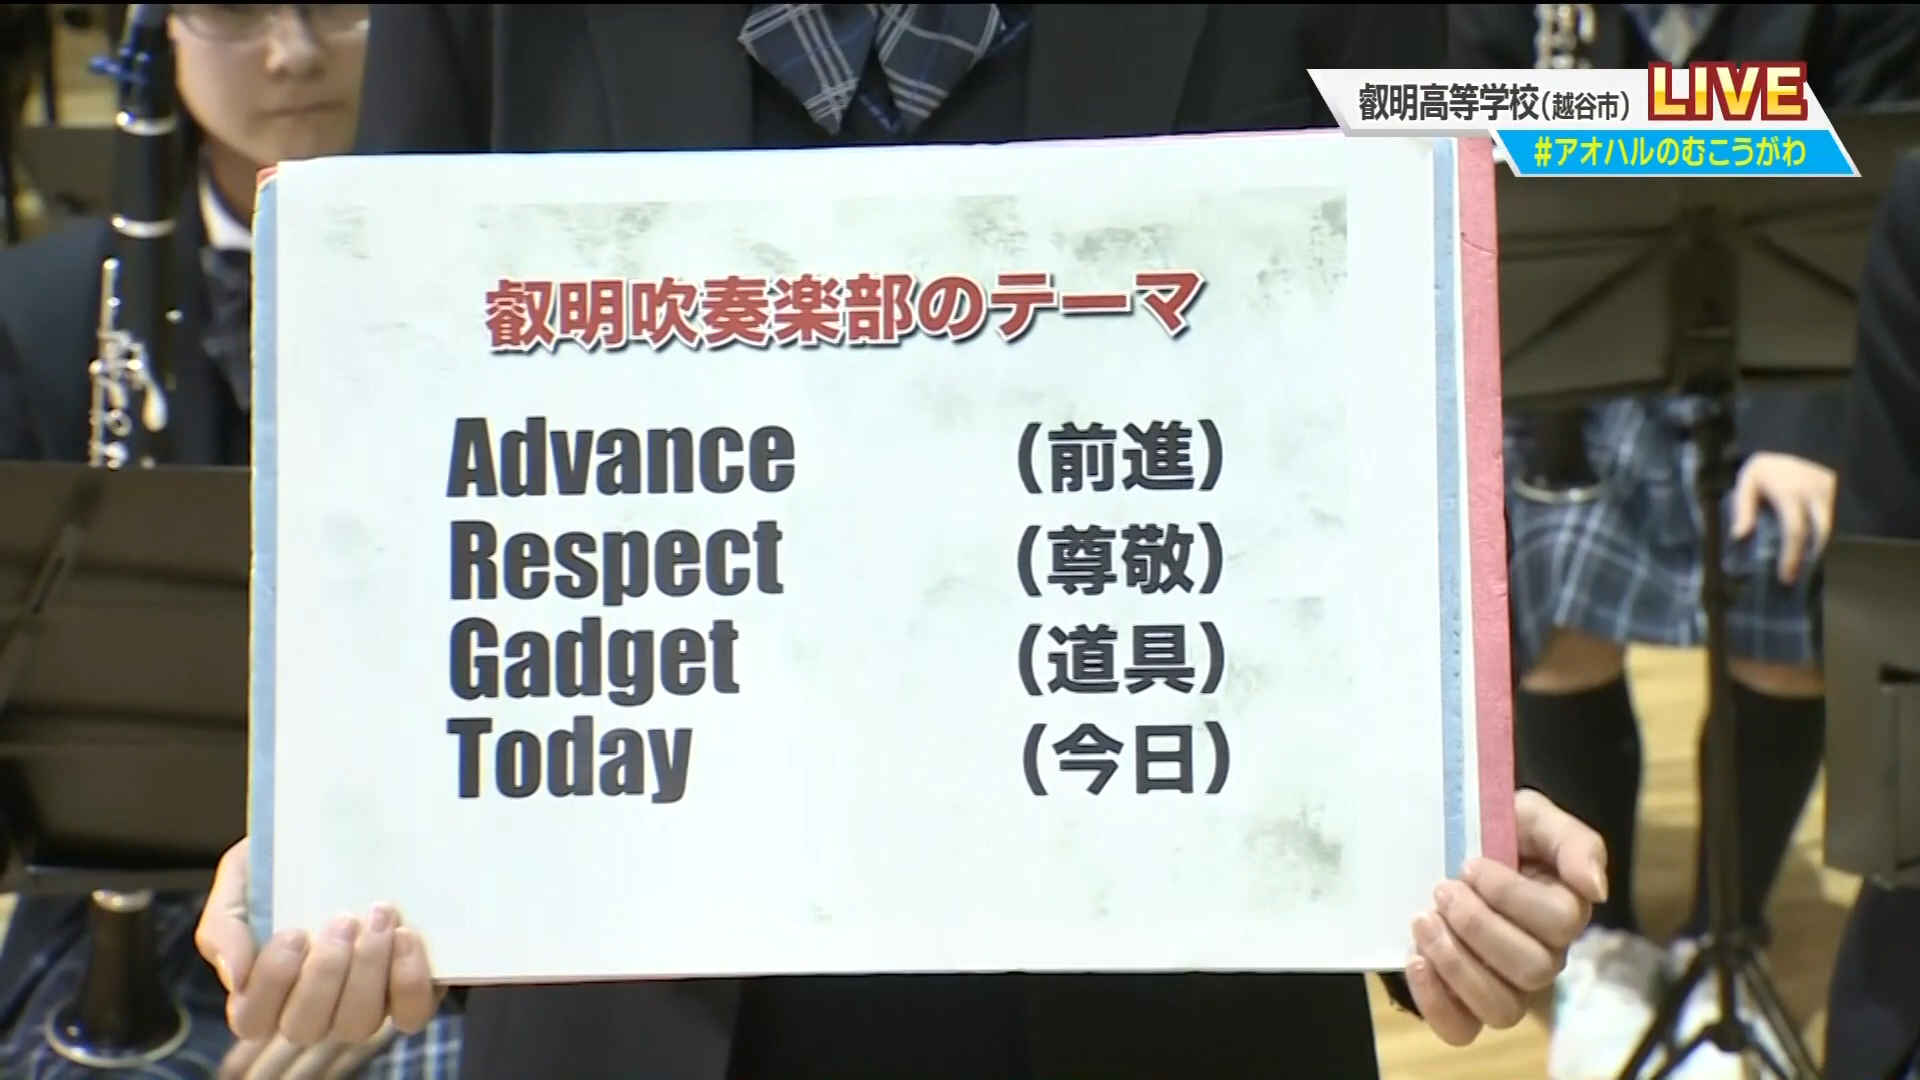 叡明高等学校(越谷市) LIVE
#アオハルのむこうがわ
叡明吹奏楽部のテーマ
Advance (前進)
Respect (尊敬)
Gadget (道具)
Today (今日)